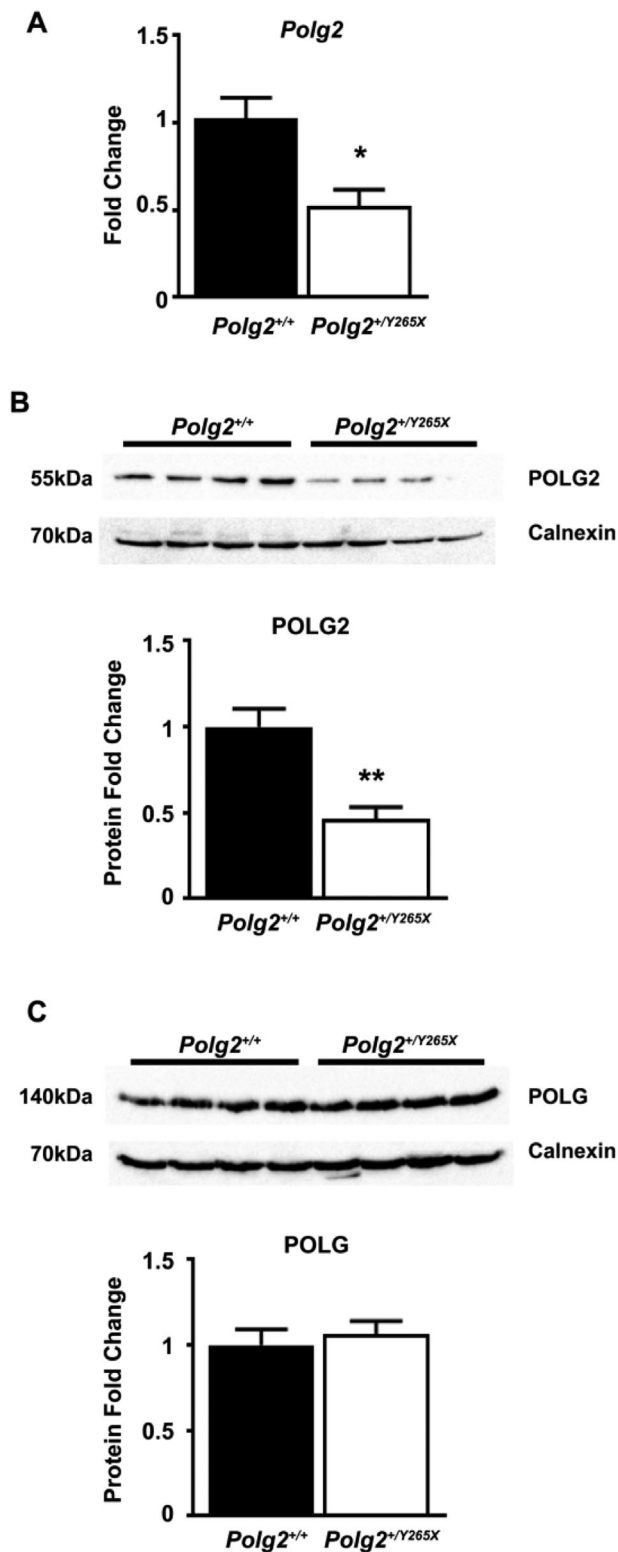 A
Polg2
1.5
1
0.5
0
Fold Change
*
Polg2+/+ Polg2+/Y265X
B
Polg2+/+ Polg2+/Y265X
55kDa POLG2
70kDa Calnexin
POLG2
1.5
1
0.5
0
Protein Fold Change
**
Polg2+/+ Polg2+/Y265X
C
Polg2+/+ Polg2+/Y265X
140kDa POLG
70kDa Calnexin
POLG
1.5
1
0.5
0
Protein Fold Change
Polg2+/+ Polg2+/Y265X